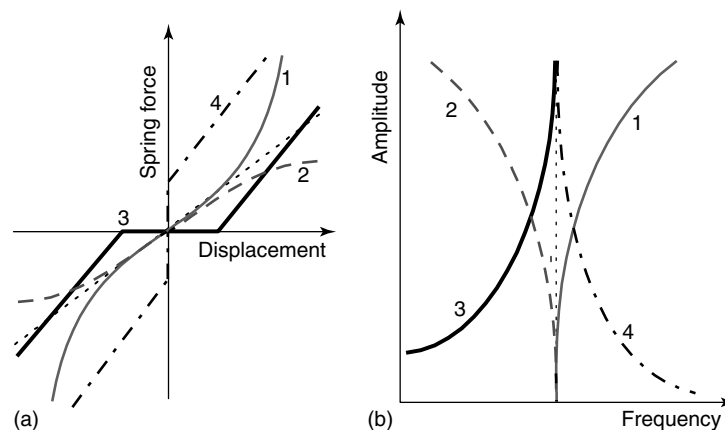 Spring force
4
1
2
3
Displacement
(a)
Amplitude
2
1
3
4
(b)
Frequency